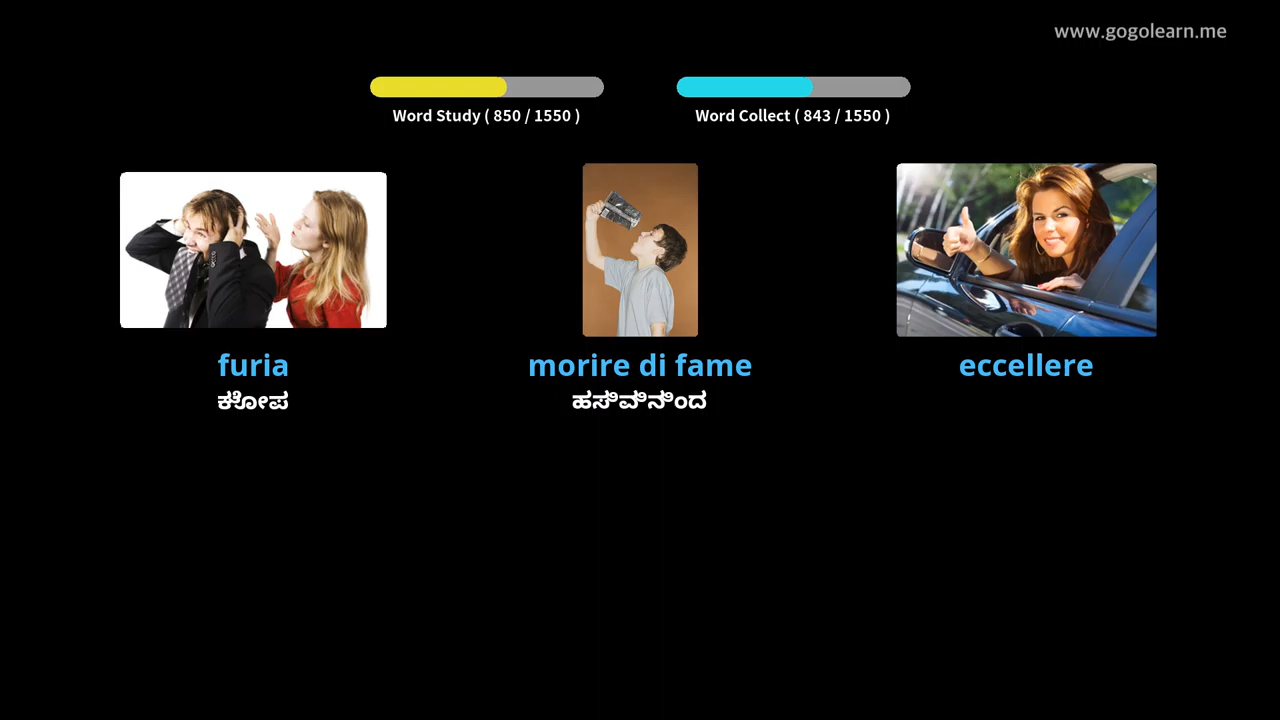 www.gogolearn.me
Word Study ( 850 / 1550 )
Word Collect ( 843 / 1550 )
furia
ಕೋಪ
morire di fame
ಹಸಿವಿನಿಂದ
eccellere